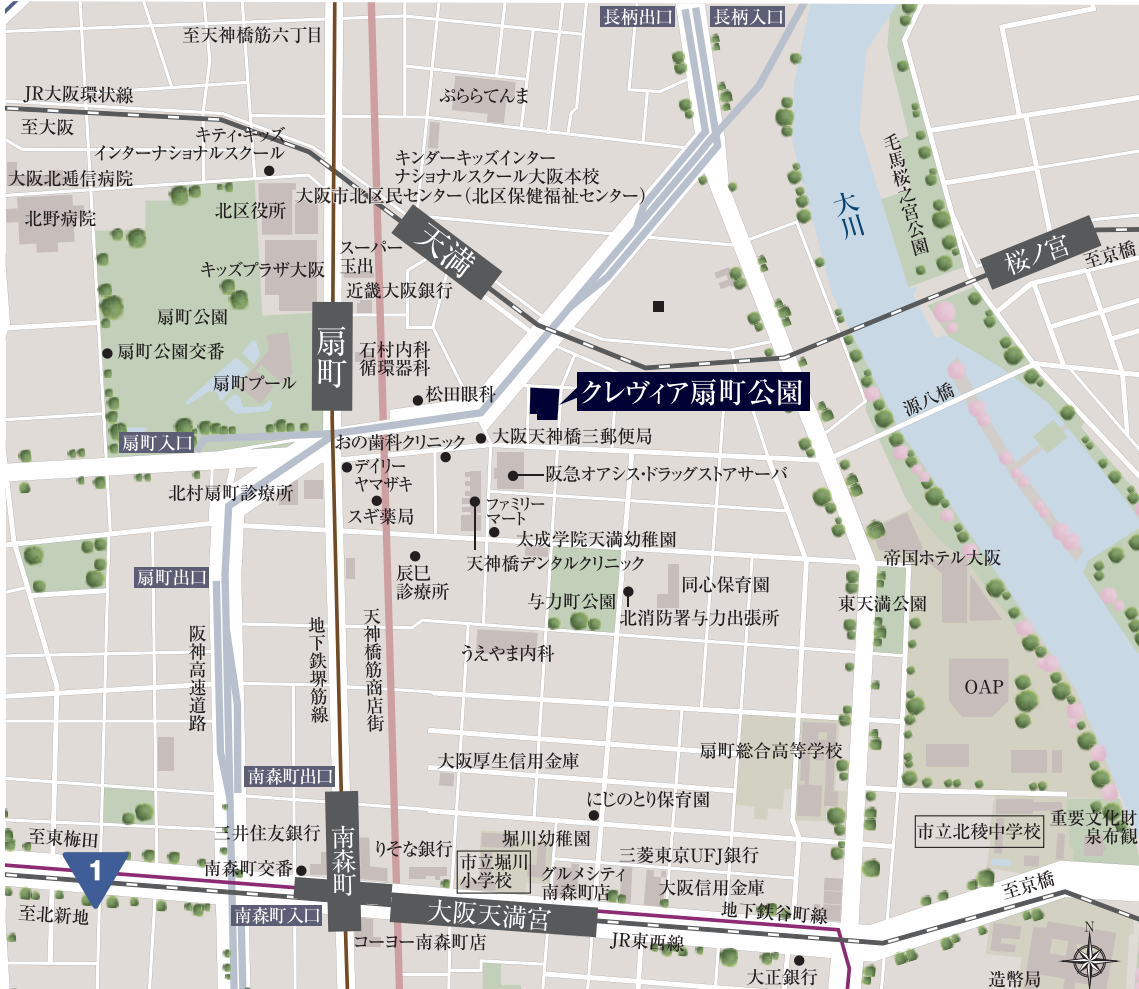 長柄出口
長柄入口
至天神橋筋六丁目
JR大阪環状線
ぷららてんま
至大阪
キティ・キッズ
インターナショナルスクール
キンダーキッズインター
ナショナルスクール大阪本校
大阪北逓信病院
大阪市北区民センター(北区保健福祉センター)
毛馬桜之宮公園
大川
北野病院
北区役所
天満
桜ノ宮
至京橋
スーパー
玉出
キッズプラザ大阪
近畿大阪銀行
扇町公園
扇町
扇町公園交番
石村内科
循環器科
扇町プール
松田眼科
クレヴィア扇町公園
源八橋
扇町入口
おの歯科クリニック
大阪天神橋三郵便局
デイリー
ヤマザキ
阪急オアシス・ドラッグストアサーバ
北村扇町診療所
スギ薬局
ファミリー
マート
太成学院天満幼稚園
天神橋デンタルクリニック
帝国ホテル大阪
扇町出口
辰巳
診療所
同心保育園
与力町公園
北消防署与力出張所
東天満公園
阪神高速道路
地下鉄堺筋線
天神橋筋商店街
うえやま内科
OAP
扇町総合高等学校
大阪厚生信用金庫
南森町出口
にじのとり保育園
重要文化財
泉布観
市立北稜中学校
至東梅田
三井住友銀行
南森町
りそな銀行
堀川幼稚園
三菱東京UFJ銀行
1
南森町交番
市立堀川
小学校
グルメシティ
南森町店
大阪信用金庫
至京橋
至北新地
南森町入口
大阪天満宮
地下鉄谷町線
コーヨー南森町店
JR東西線
N
大正銀行
造幣局